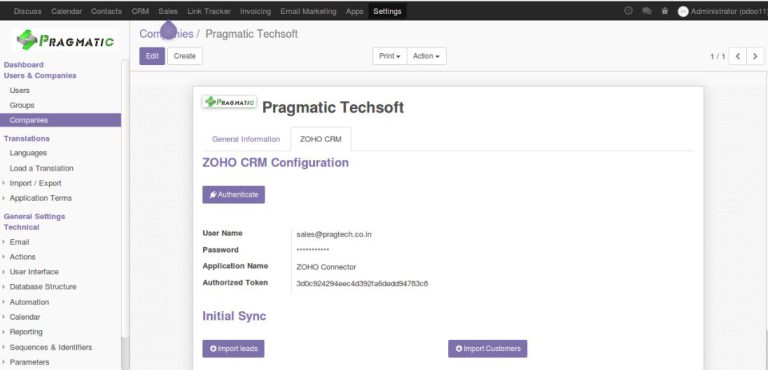 Discuss Calendar Contacts CRM Sales Link Tracker Invoicing Email Marketing Apps Settings Administrator (odoo11
PRAGMATIC
Companies / Pragmatic Techsoft
Edit Create Print Action 1 / 1
Dashboard
Users & Companies
Users
Groups
Companies
Translations
Languages
Load a Translation
Import / Export
Application Terms
General Settings
Technical
Email
Actions
User Interface
Database Structure
Automation
Calendar
Reporting
Sequences & Identifiers
Parameters
PRAGMATIC Pragmatic Techsoft
General Information ZOHO CRM
ZOHO CRM Configuration
Authenticate
User Name sales@pragtech.co.in
Password ***********
Application Name ZOHO Connector
Authorized Token 3d0c924294eec4d392fa6dedd94783c8
Initial Sync
Import leads Import Customers